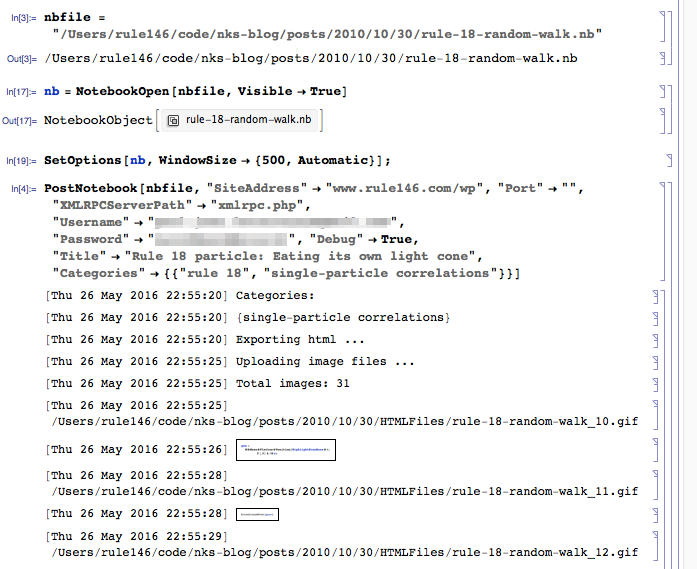 In[3]:= nbfile =
"/Users/rule146/code/nks-blog/posts/2010/10/30/rule-18-random-walk.nb"
Out[3]= /Users/rule146/code/nks-blog/posts/2010/10/30/rule-18-random-walk.nb
In[17]:= nb = NotebookOpen[nbfile, Visible → True]
Out[17]= NotebookObject[ rule-18-random-walk.nb ]
In[19]:= SetOptions[nb, WindowSize → {500, Automatic}];
In[4]:= PostNotebook[nbfile, "SiteAddress" → "www.rule146.com/wp", "Port" → "",
"XMLRPCServerPath" → "xmlrpc.php",
"Username" → "",
"Password" → "", "Debug" → True,
"Title" → "Rule 18 particle: Eating its own light cone",
"Categories" → {{"rule 18", "single-particle correlations"}}]
[Thu 26 May 2016 22:55:20] Categories:
[Thu 26 May 2016 22:55:20] {single-particle correlations}
[Thu 26 May 2016 22:55:20] Exporting html ...
[Thu 26 May 2016 22:55:25] Uploading image files ...
[Thu 26 May 2016 22:55:25] Total images: 31
[Thu 26 May 2016 22:55:25]
/Users/rule146/code/nks-blog/posts/2010/10/30/HTMLFiles/rule-18-random-walk_10.gif
[Thu 26 May 2016 22:55:26]
[Thu 26 May 2016 22:55:28]
/Users/rule146/code/nks-blog/posts/2010/10/30/HTMLFiles/rule-18-random-walk_11.gif
[Thu 26 May 2016 22:55:28]
[Thu 26 May 2016 22:55:29]
/Users/rule146/code/nks-blog/posts/2010/10/30/HTMLFiles/rule-18-random-walk_12.gif